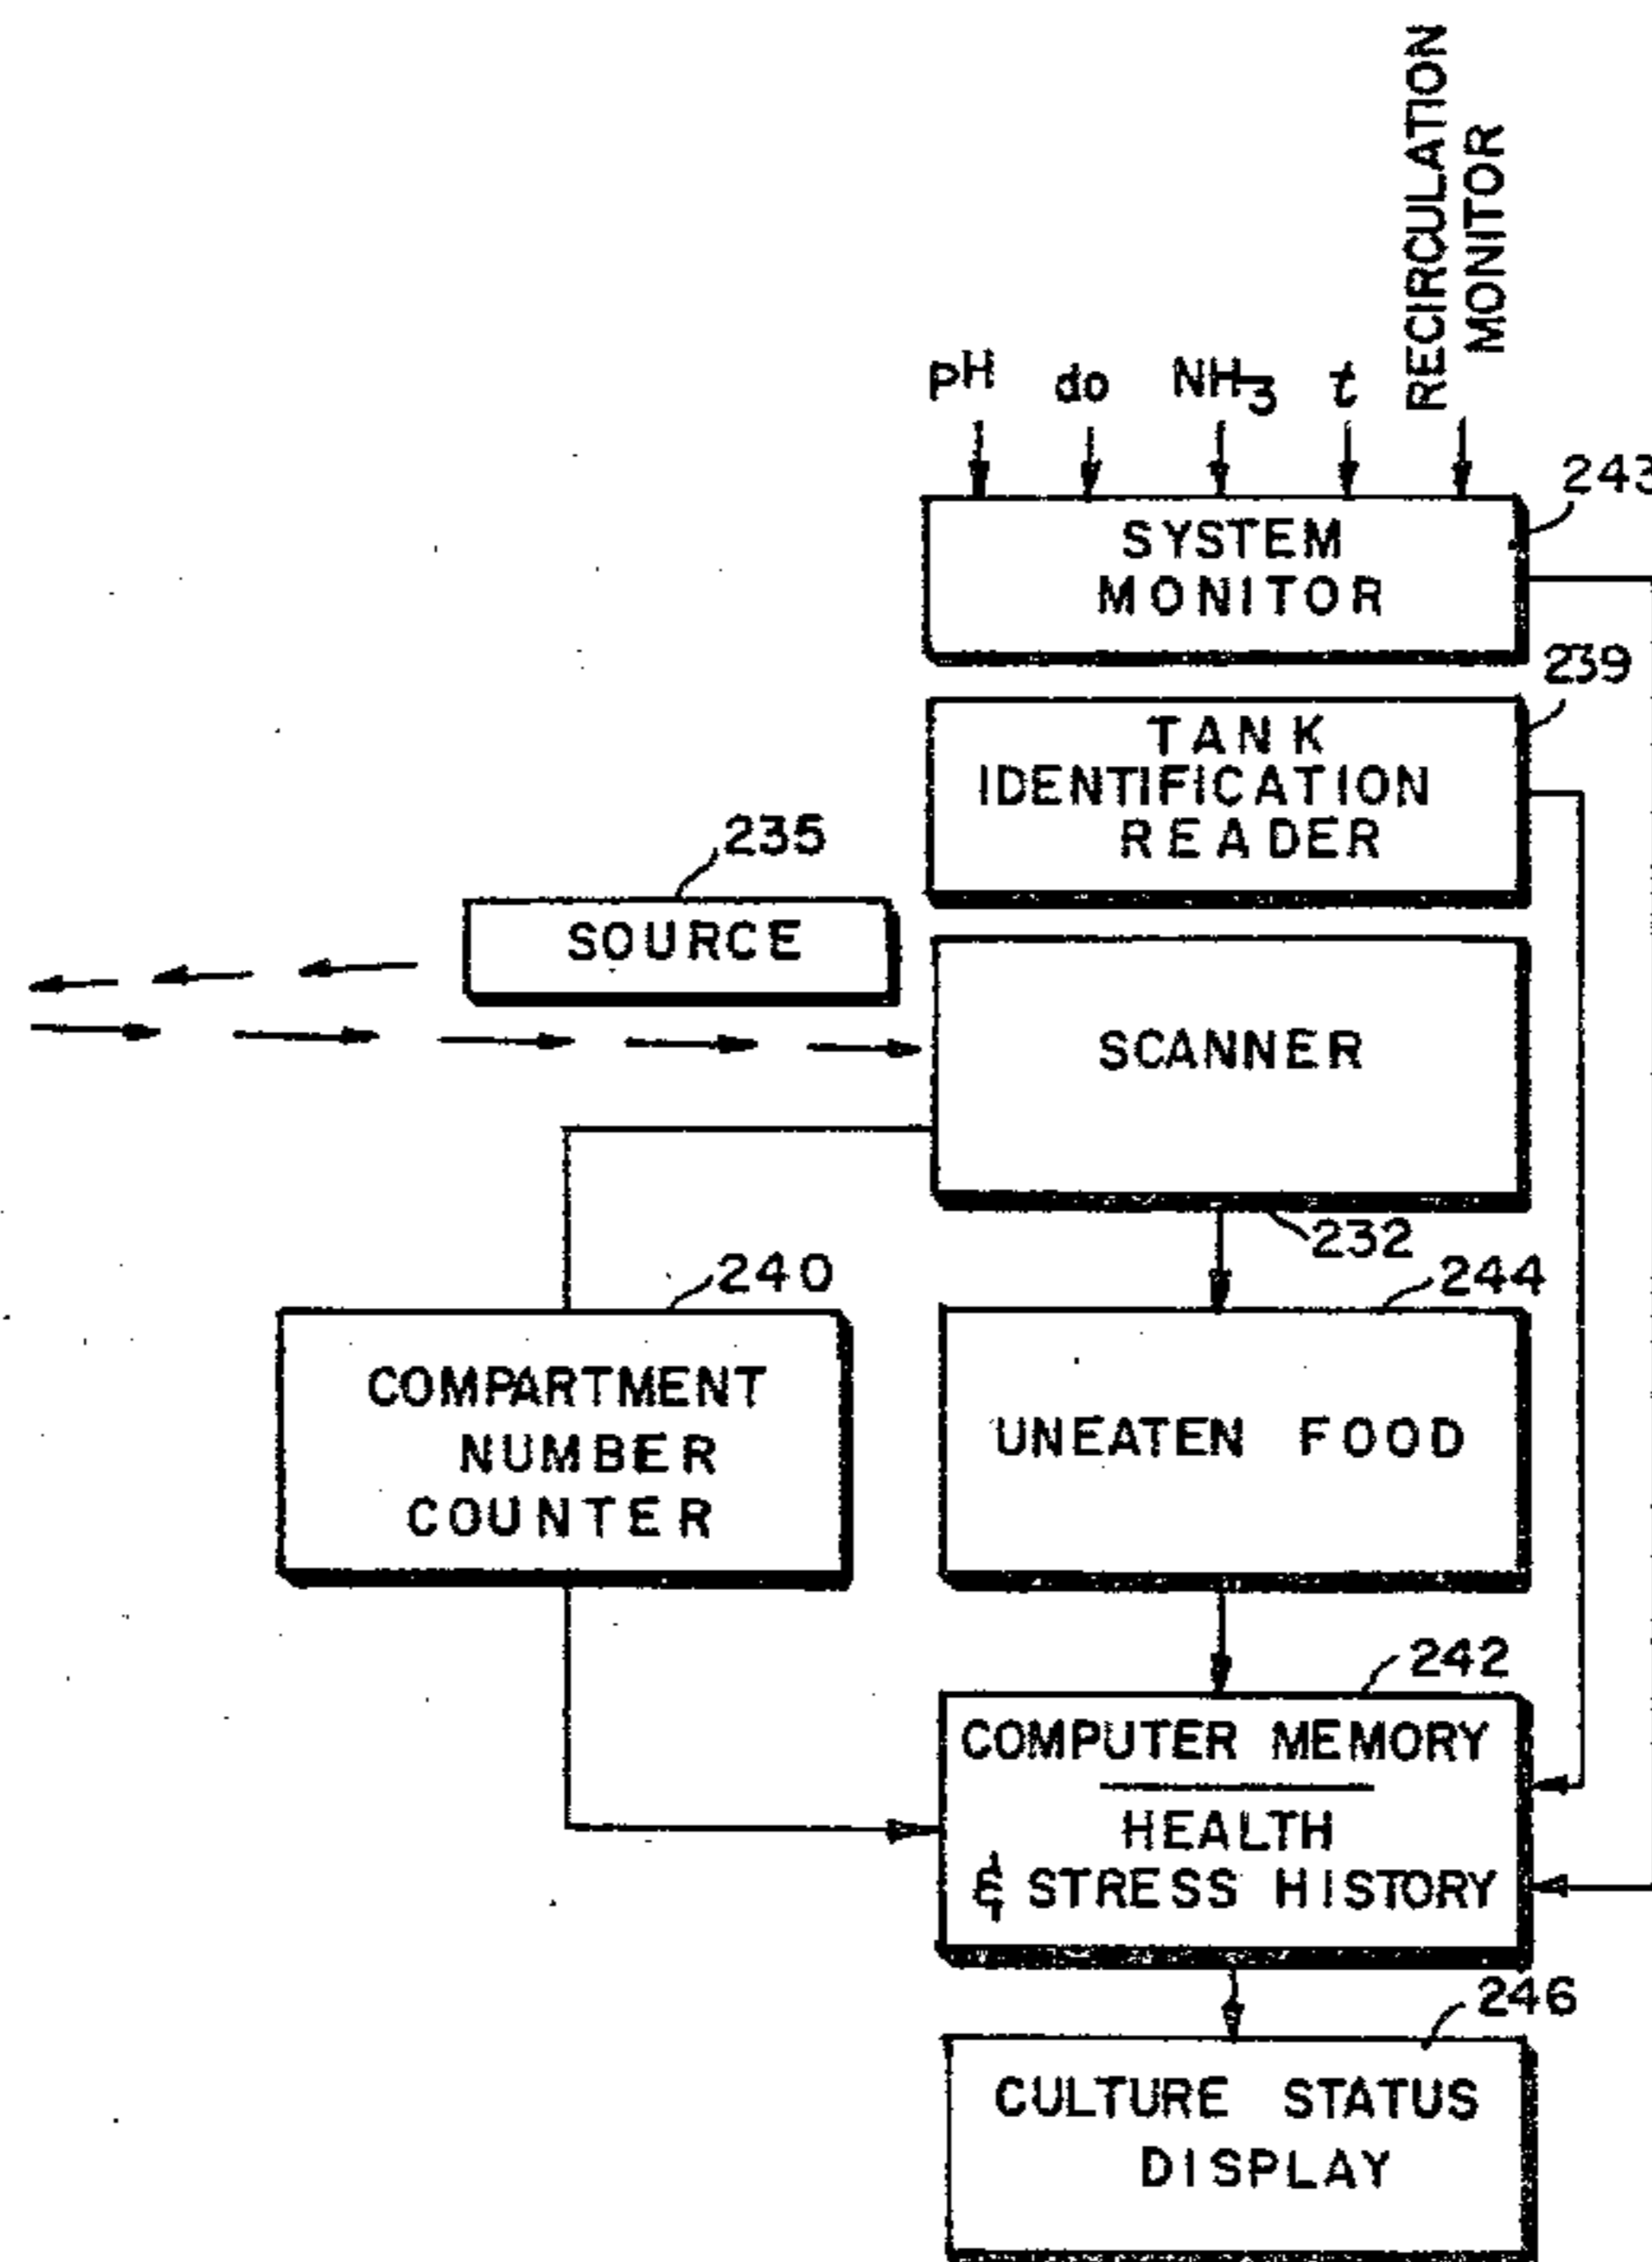 RECIRCULATION
MONITOR
pH do NH3 t
243
SYSTEM
MONITOR
239
TANK
IDENTIFICATION
READER
235
SOURCE
SCANNER
232
240
244
COMPARTMENT
NUMBER
COUNTER
UNEATEN FOOD
242
COMPUTER MEMORY
HEALTH
& STRESS HISTORY
246
CULTURE STATUS
DISPLAY